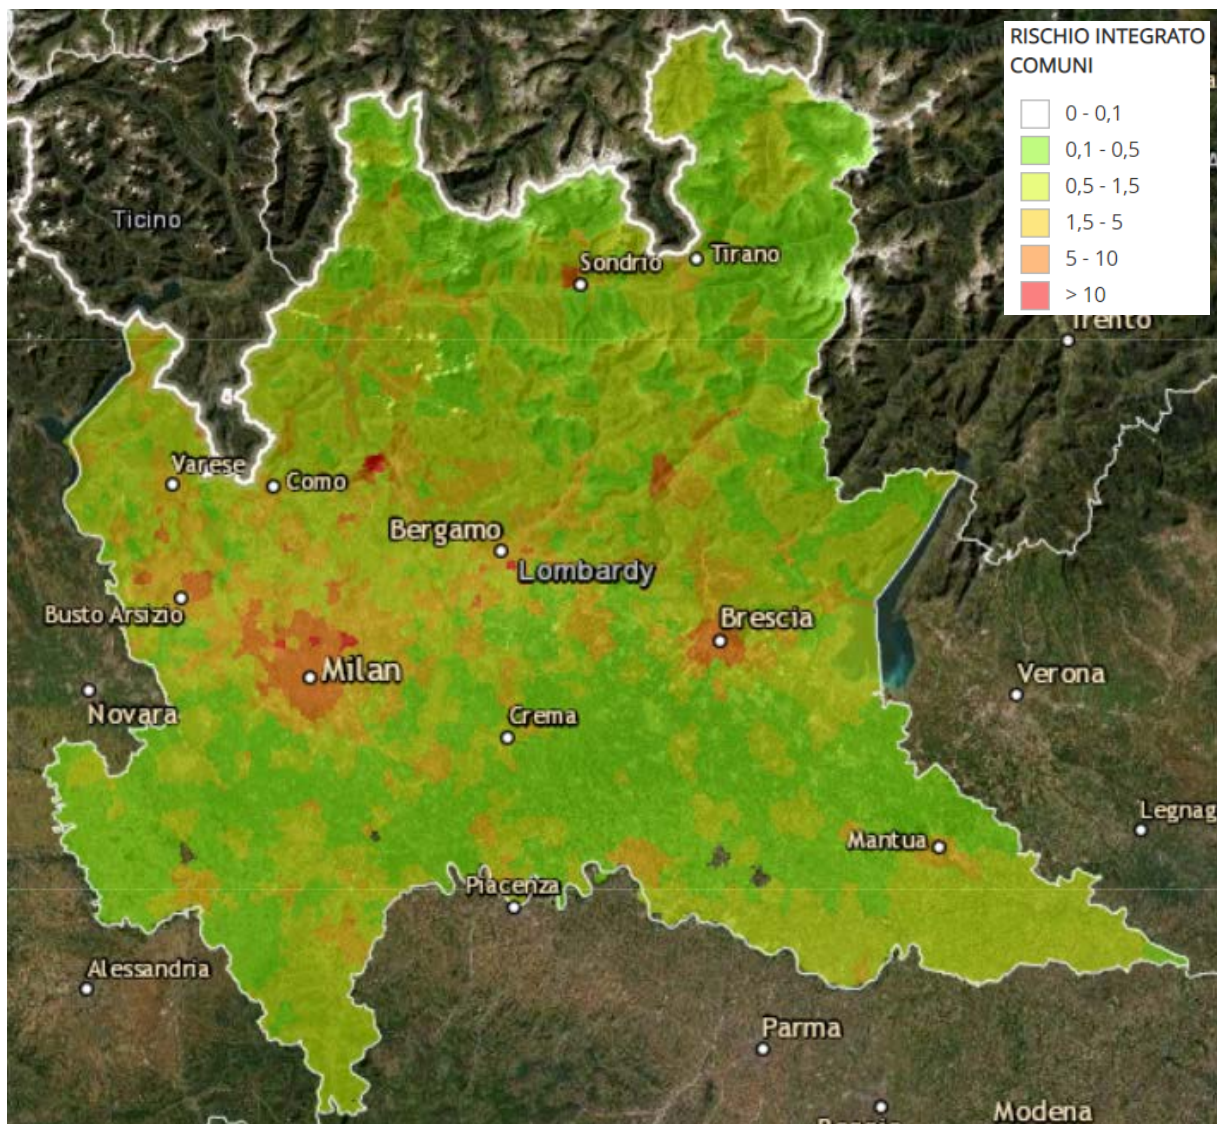 RISCHIO INTEGRATO
COMUNI
0 - 0,1
0,1 - 0,5
0,5 - 1,5
1,5 - 5
5 - 10
> 10
Ticino
Sondrio
Tirano
Trento
Varese
Como
Bergamo
Lombardy
Busto Arsizio
Brescia
Milan
Verona
Novara
Crema
Legnag
Mantua
Piacenza
Alessandria
Parma
Modena